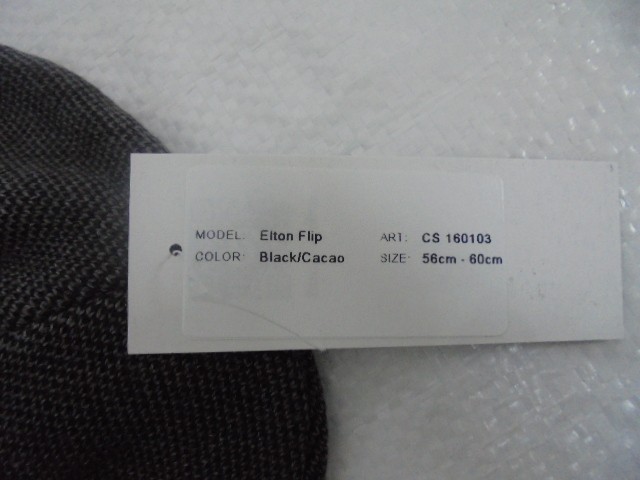 MODEL: Elton Flip ART: CS 160103
COLOR: Black/Cacao SIZE: 56cm - 60cm